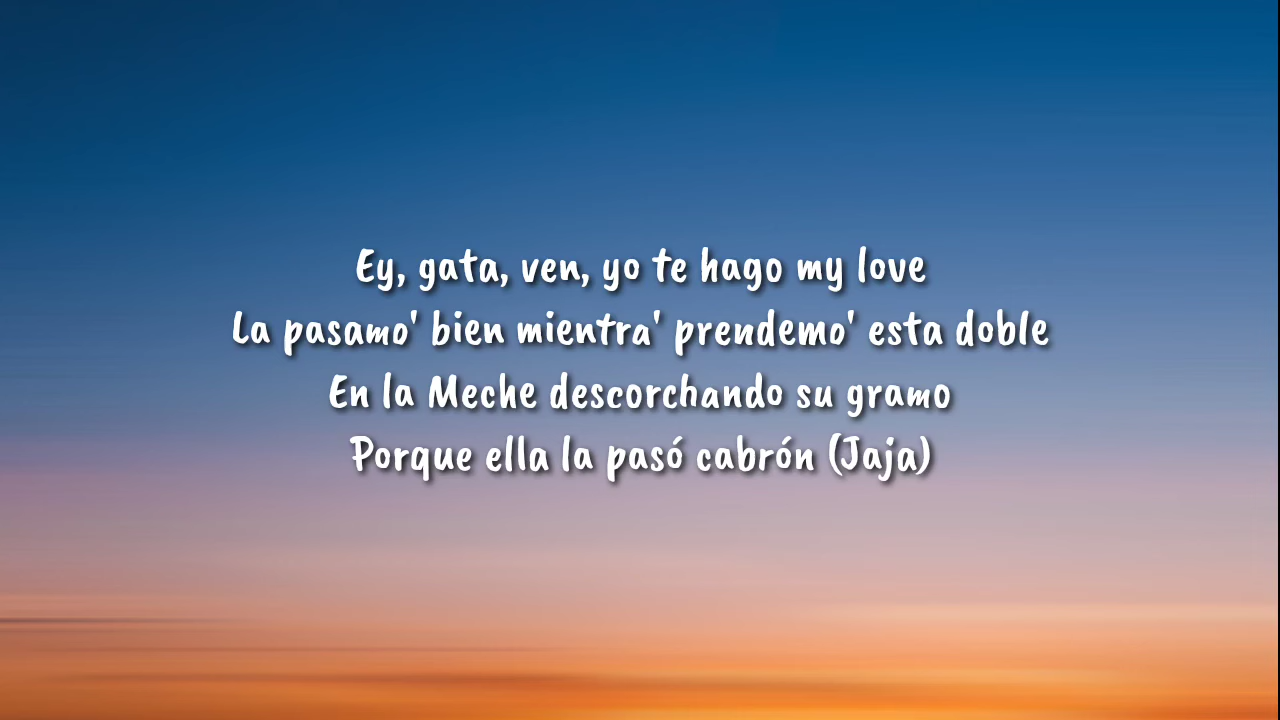 Ey, gata, ven, yo te hago my love
La pasamo' bien mientra' prendemo' esta doble
En la Meche descorchando su gramo
Porque ella la pasó cabrón (Jaja)